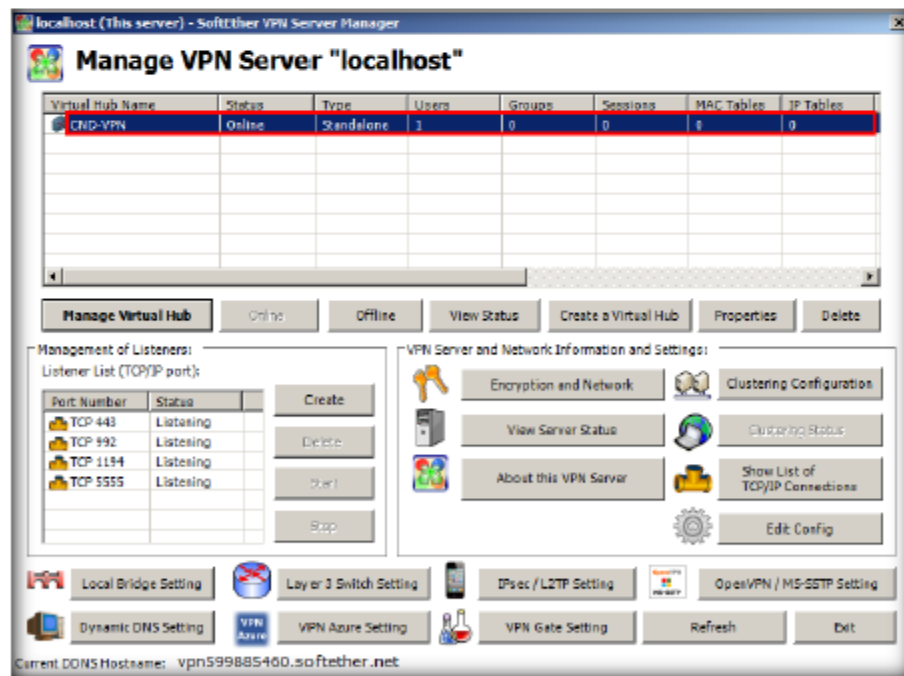 localhost (This server) - SoftEther VPN Server Manager
Manage VPN Server "localhost"
Virtual Hub Name Status Type Users Groups Sessions MAC Tables IP Tables
CND-VPN Online Standalone 1 0 0 0 0
Manage Virtual Hub Online Offline View Status Create a Virtual Hub Properties Delete
Management of Listeners: VPN Server and Network Information and Settings:
Listener List (TCP/IP port):
Port Number Status
TCP 443 Listening
TCP 992 Listening
TCP 1194 Listening
TCP 5555 Listening
Create
Delete
Start
Stop
Encryption and Network Clustering Configuration
View Server Status Clustering Status
About this VPN Server Show List of
TCP/IP Connections
Edit Config
Local Bridge Setting Layer 3 Switch Setting IPsec / L2TP Setting OpenVPN / MS-SSTP Setting
Dynamic DNS Setting VPN Azure VPN Azure Setting VPN Gate Setting Refresh Exit
Current DDNS Hostname: vpn599885460.softether.net